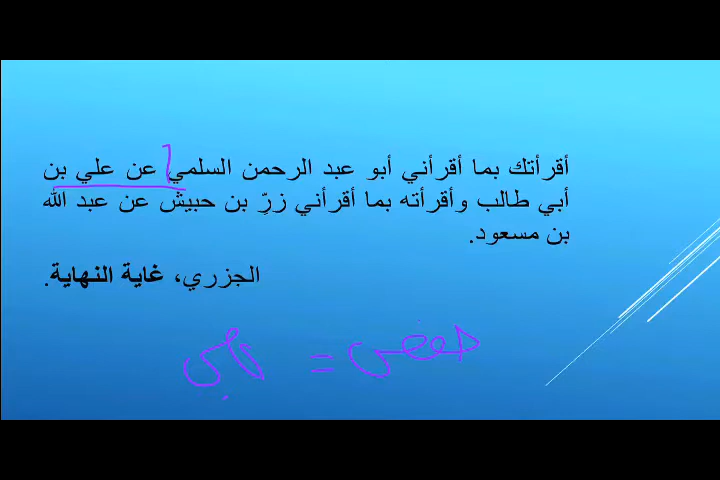 أقرأتك بما أقرأني أبو عبد الرحمن السلمي عن علي بن
أبي طالب وأقرأته بما أقرأني زرّ بن حبيش عن عبد الله
بن مسعود.
الجزري، غاية النهاية.
حفص =